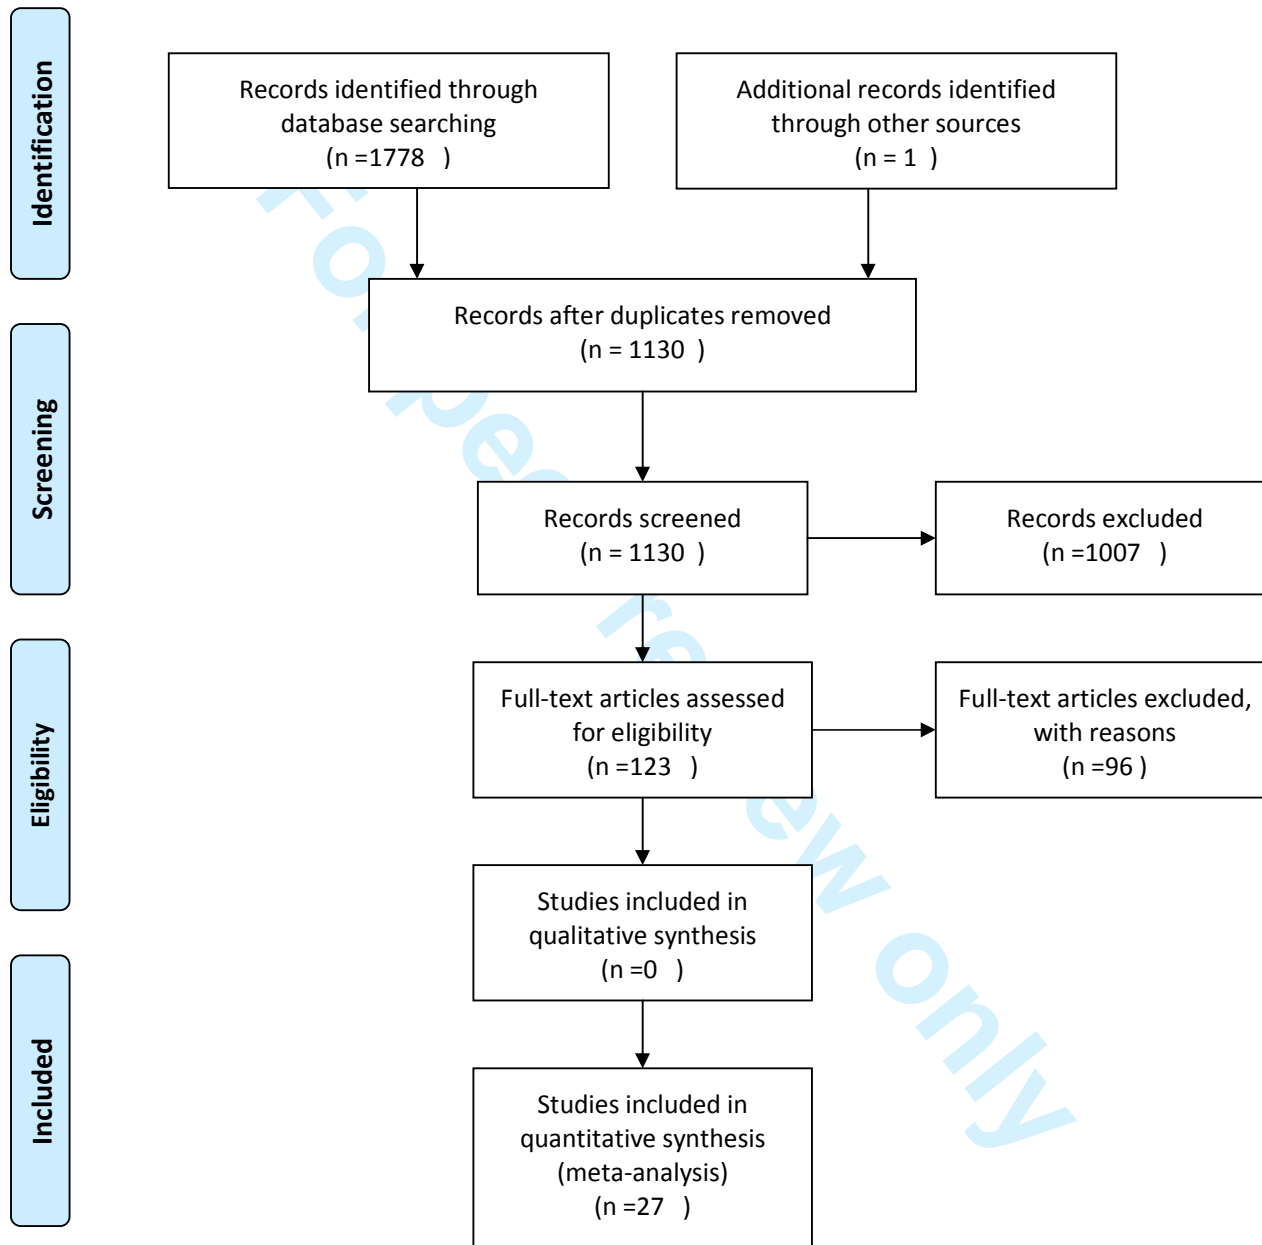 Identification
Records identified through
database searching
(n =1778   )
Additional records identified
through other sources
(n = 1  )
Records after duplicates removed
(n = 1130  )
Screening
Records screened
(n = 1130  )
Records excluded
(n =1007   )
Eligibility
Full-text articles assessed
for eligibility
(n =123   )
Full-text articles excluded,
with reasons
(n =96 )
Studies included in
qualitative synthesis
(n =0   )
Included
Studies included in
quantitative synthesis
(meta-analysis)
(n =27   )
For peer review only